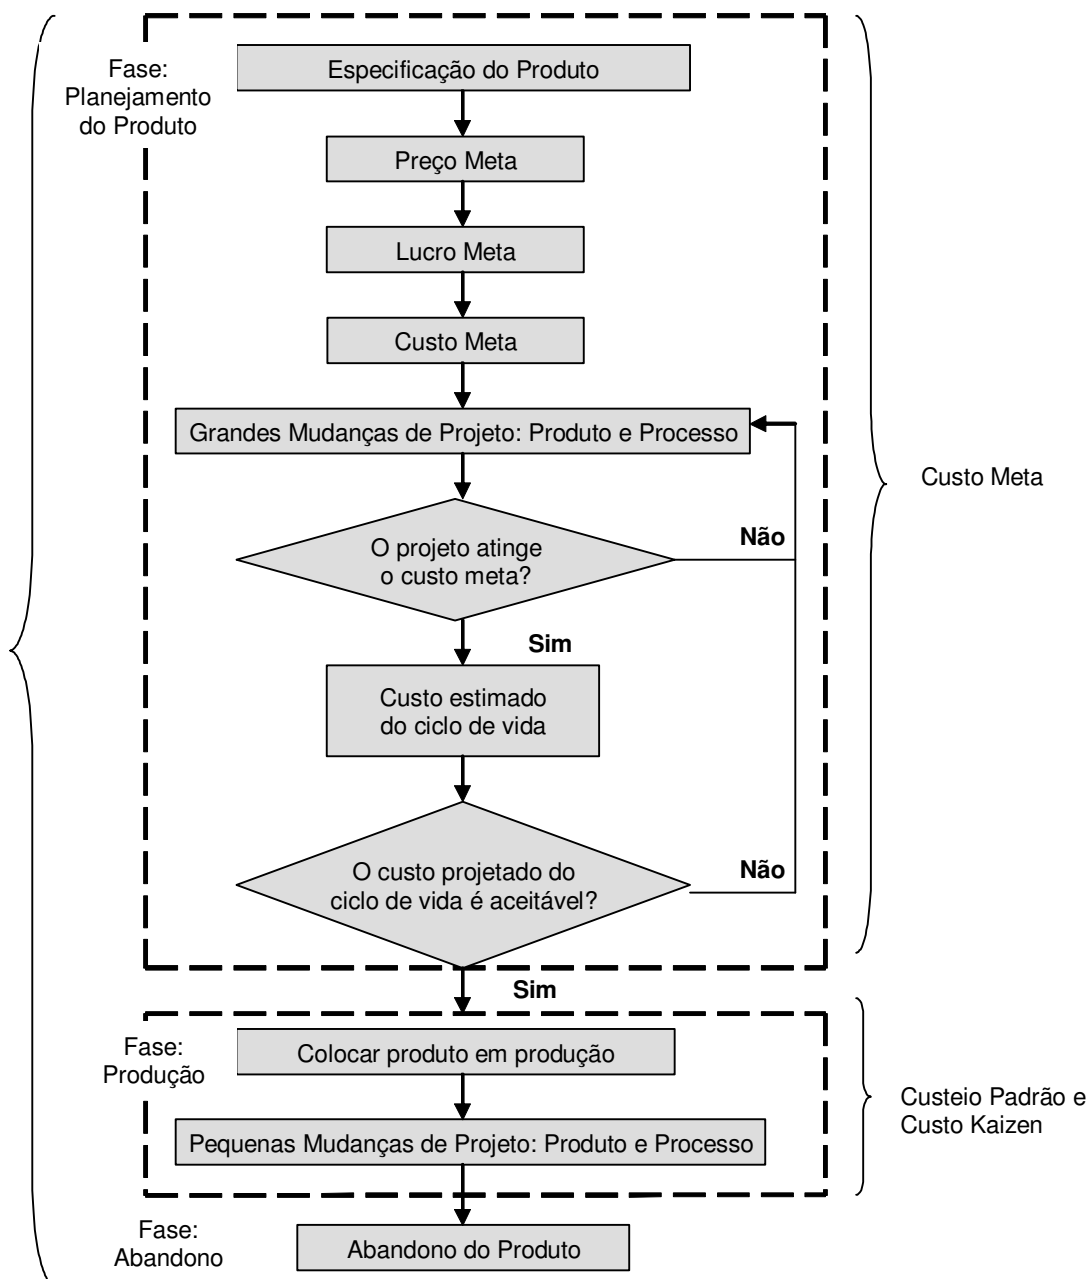 Fase:
Planejamento
do Produto
Especificação do Produto
Preço Meta
Lucro Meta
Custo Meta
Grandes Mudanças de Projeto: Produto e Processo
O projeto atinge
o custo meta?
Não
Sim
Custo estimado
do ciclo de vida
O custo projetado do
ciclo de vida é aceitável?
Não
Sim
Custo Meta
Fase:
Produção
Colocar produto em produção
Pequenas Mudanças de Projeto: Produto e Processo
Custeio Padrão e
Custo Kaizen
Fase:
Abandono
Abandono do Produto